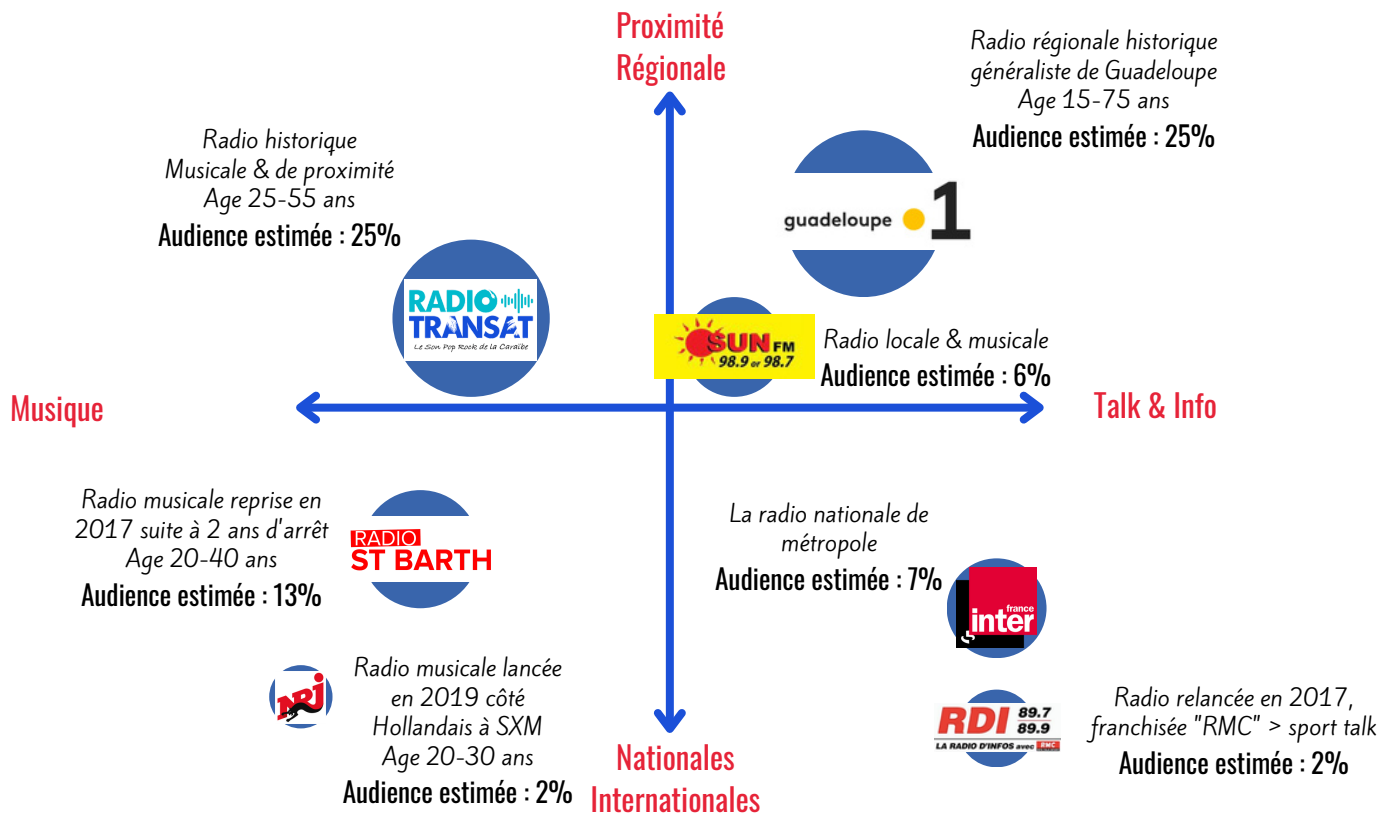 Proximité
Régionale
Radio régionale historique
généraliste de Guadeloupe
Age 15-75 ans
Audience estimée : 25%
guadeloupe 1
Radio historique
Musicale & de proximité
Age 25-55 ans
Audience estimée : 25%
RADIO
TRANSAT
Le Son Pop Rock de la Caraïbe
SUN FM
98.9 or 98.7
Radio locale & musicale
Audience estimée : 6%
Musique
Talk & Info
Radio musicale reprise en
2017 suite à 2 ans d'arrêt
Age 20-40 ans
Audience estimée : 13%
RADIO
ST BARTH
La radio nationale de
métropole
Audience estimée : 7%
france
inter
NRJ
Radio musicale lancée
en 2019 côté
Hollandais à SXM
Age 20-30 ans
Audience estimée : 2%
RDI 89.7
89.9
LA RADIO D'INFOS avec RMC
Radio relancée en 2017,
franchisée "RMC" > sport talk
Audience estimée : 2%
Nationales
Internationales